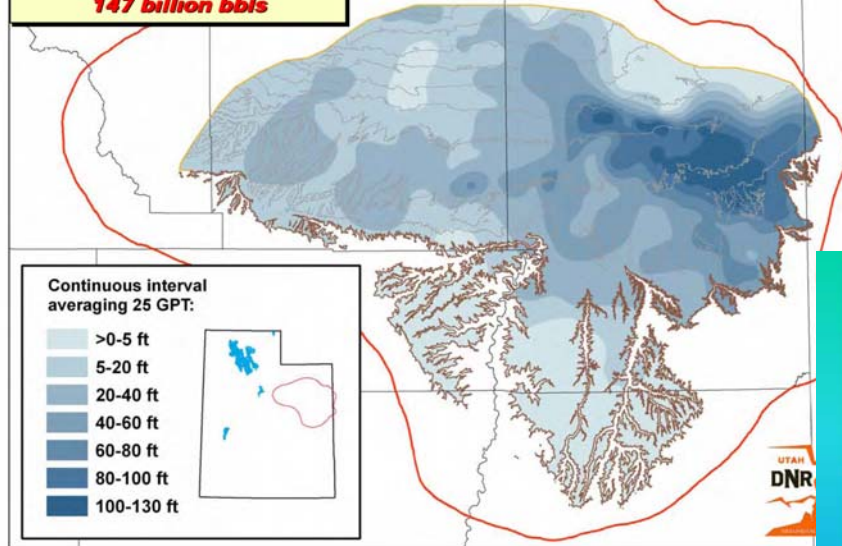 147 billion bbls
Continuous interval
averaging 25 GPT:
>0-5 ft
5-20 ft
20-40 ft
40-60 ft
60-80 ft
80-100 ft
100-130 ft
UTAH
DNR